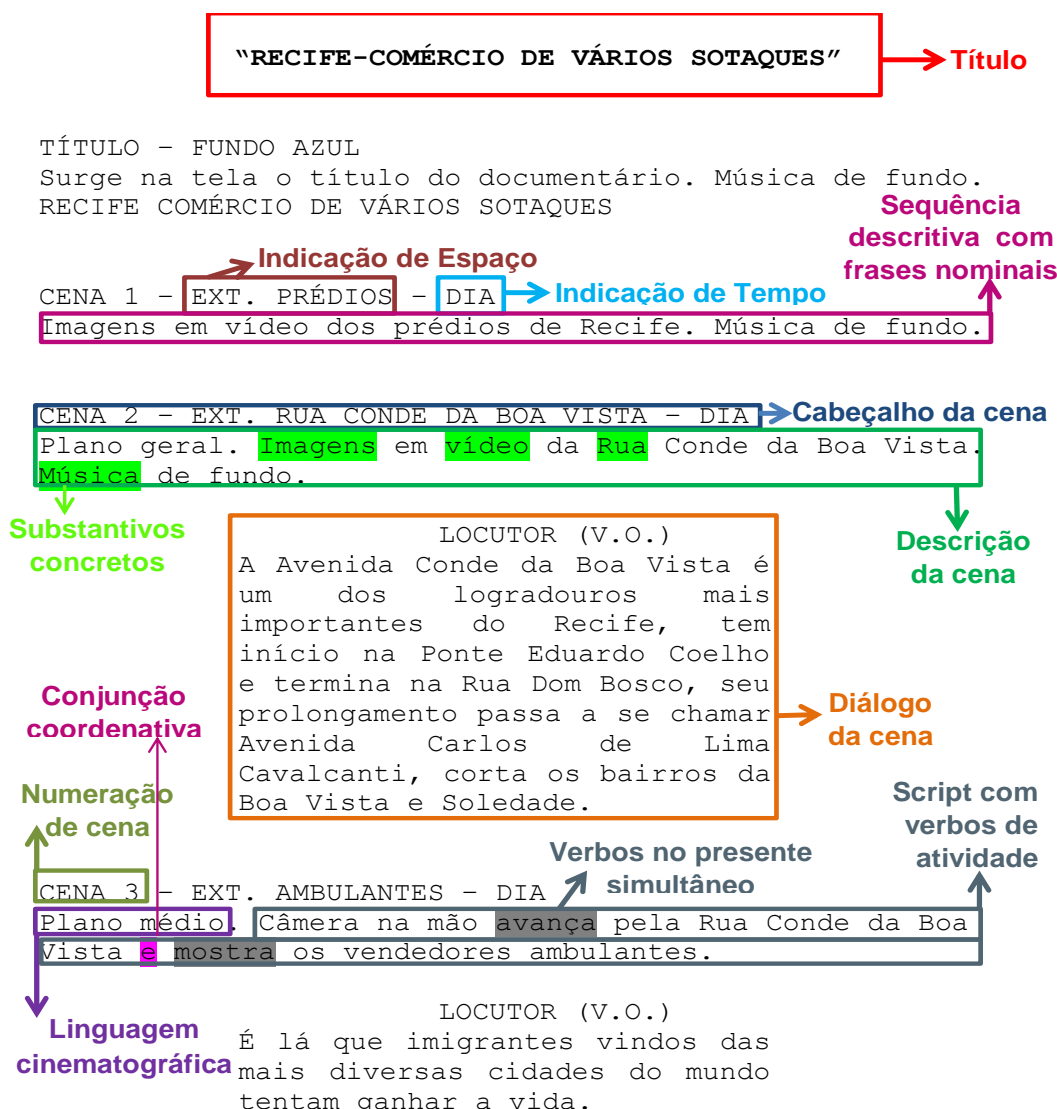 “RECIFE-COMÉRCIO DE VÁRIOS SOTAQUES”
Título
TÍTULO – FUNDO AZUL
Surge na tela o título do documentário. Música de fundo.
RECIFE COMÉRCIO DE VÁRIOS SOTAQUES
Sequência
descritiva com
frases nominais
Indicação de Espaço
CENA 1 – EXT. PRÉDIOS – DIA
Indicação de Tempo
Imagens em vídeo dos prédios de Recife. Música de fundo.
CENA 2 – EXT. RUA CONDE DA BOA VISTA – DIA
Cabeçalho da cena
Plano geral. Imagens em vídeo da Rua Conde da Boa Vista.
Música de fundo.
Substantivos
concretos
Descrição
da cena
LOCUTOR (V.O.)
A Avenida Conde da Boa Vista é
um dos logradouros mais
importantes do Recife, tem
início na Ponte Eduardo Coelho
e termina na Rua Dom Bosco, seu
prolongamento passa a se chamar
Avenida Carlos de Lima
Cavalcanti, corta os bairros da
Boa Vista e Soledade.
Conjunção
coordenativa
Diálogo
da cena
Numeração
de cena
Verbos no presente
simultâneo
Script com
verbos de
atividade
CENA 3 – EXT. AMBULANTES – DIA
Plano médio. Câmera na mão avança pela Rua Conde da Boa
Vista e mostra os vendedores ambulantes.
Linguagem
cinematográfica
LOCUTOR (V.O.)
É lá que imigrantes vindos das
mais diversas cidades do mundo
tentam ganhar a vida.